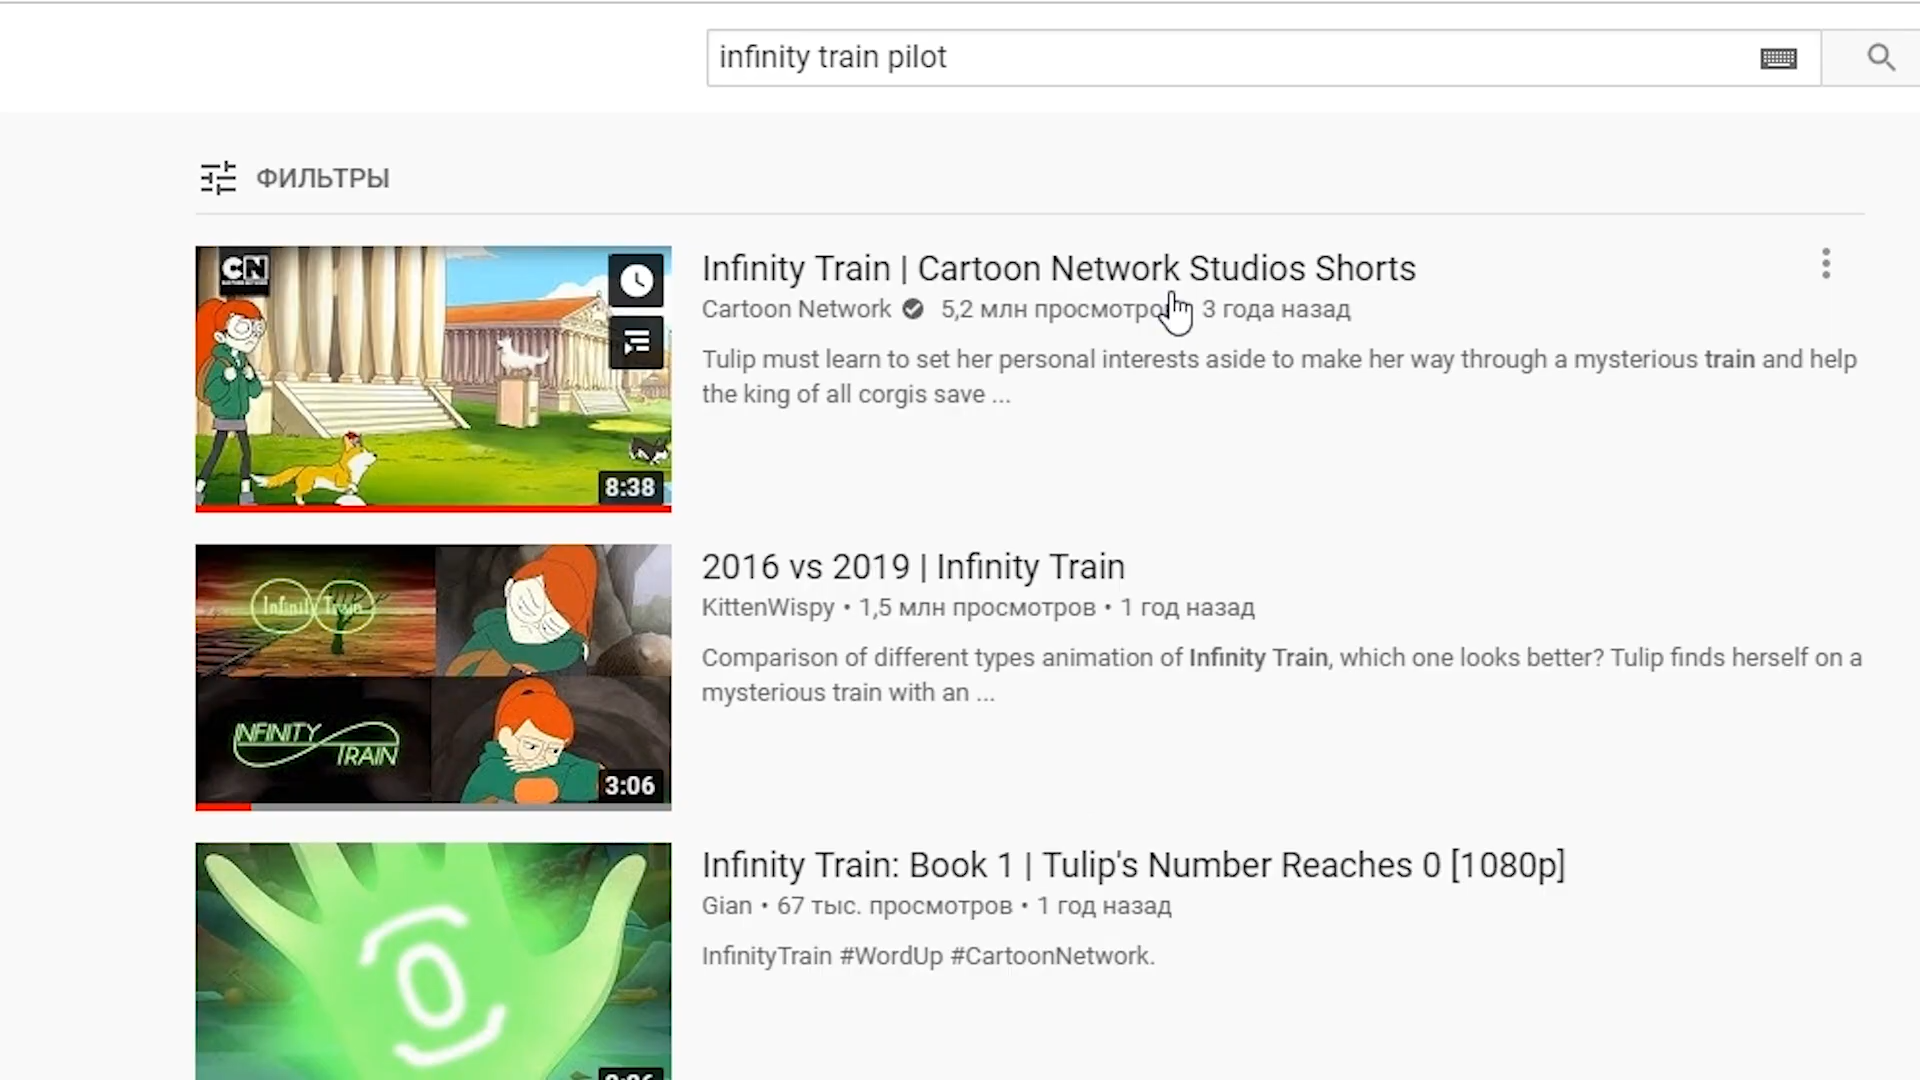 infinity train pilot
ФИЛЬТРЫ
CN
8:38
Infinity Train | Cartoon Network Studios Shorts
Cartoon Network 5,2 млн просмотро 3 года назад
Tulip must learn to set her personal interests aside to make her way through a mysterious train and help
the king of all corgis save ...
Infinity Train
INFINITY
TRAIN
3:06
2016 vs 2019 | Infinity Train
KittenWispy • 1,5 млн просмотров • 1 год назад
Comparison of different types animation of Infinity Train, which one looks better? Tulip finds herself on a
mysterious train with an ...
0
Infinity Train: Book 1 | Tulip's Number Reaches 0 [1080p]
Gian • 67 тыс. просмотров • 1 год назад
InfinityTrain #WordUp #CartoonNetwork.